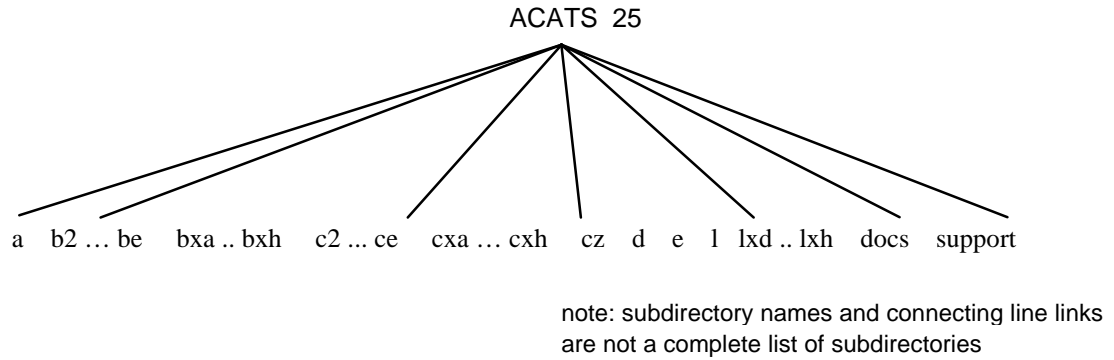 ACATS 25
a b2 … be bxa .. bxh c2 ... ce cxa … cxh cz d e l lxd .. lxh docs support
note: subdirectory names and connecting line links
are not a complete list of subdirectories